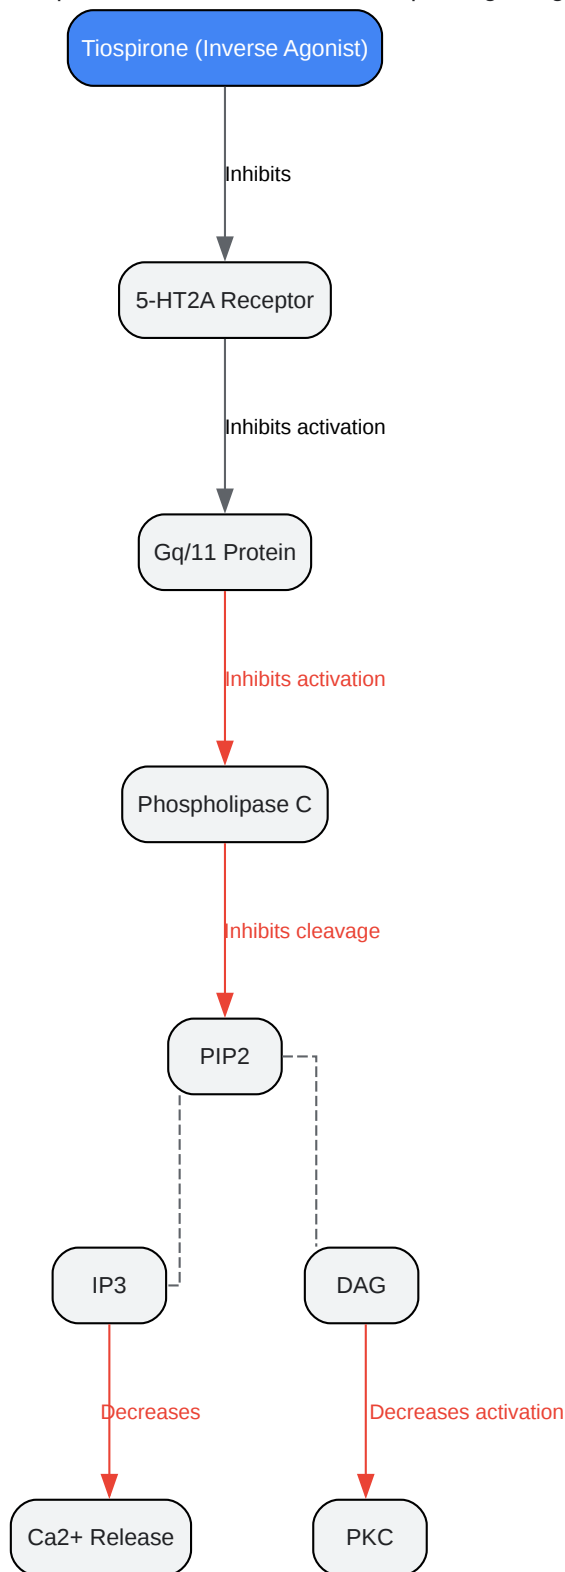 Tiospirone (Inverse Agonist)
Inhibits
5-HT2A Receptor
Inhibits activation
Gq/11 Protein
Inhibits activation
Phospholipase C
Inhibits cleavage
PIP2
IP3
DAG
Decreases
Decreases activation
Ca2+ Release
PKC